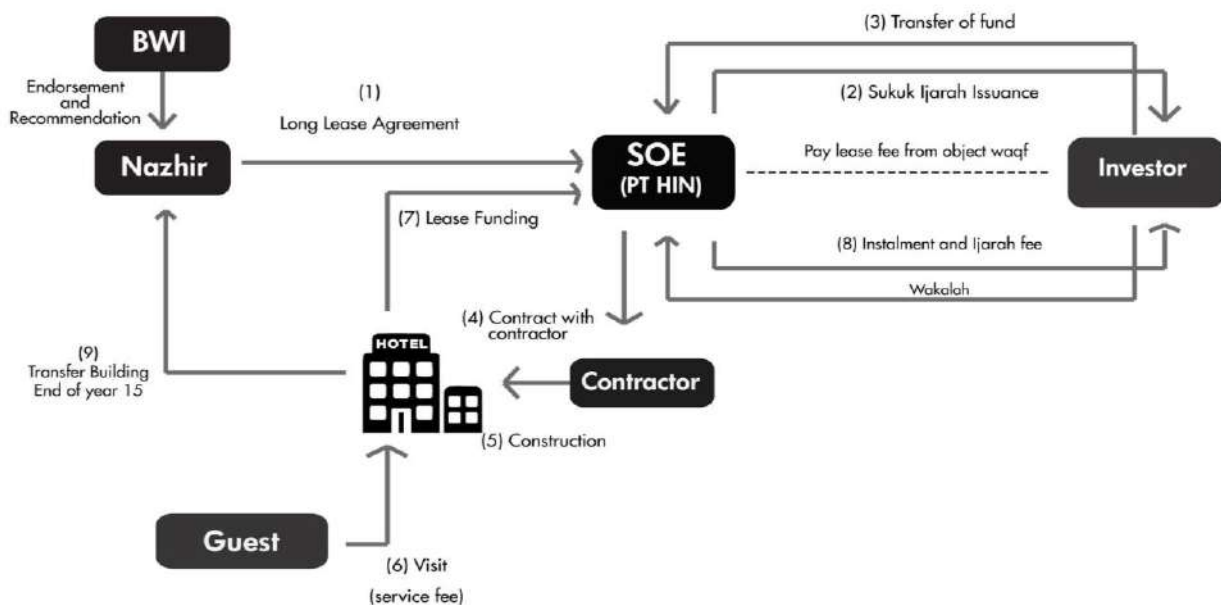 BWI
Endorsement
and
Recommendation
Nazhir
(1)
Long Lease Agreement
(3) Transfer of fund
(2) Sukuk Ijarah Issuance
SOE
(PT HIN)
Pay lease fee from object waqf
Investor
(7) Lease Funding
(8) Instalment and Ijarah fee
Wakalah
(4) Contract with
contractor
(9)
Transfer Building
End of year 15
HOTEL
Contractor
(5) Construction
Guest
(6) Visit
(service fee)